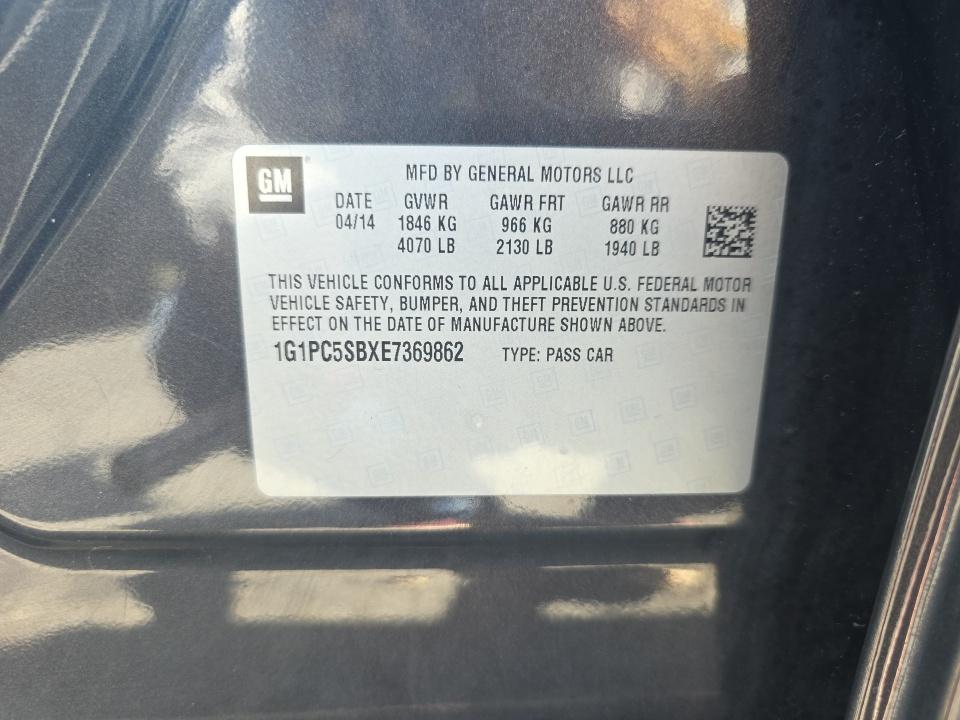 GM
MFD BY GENERAL MOTORS LLC
DATE GVWR GAWR FRT GAWR RR
04/14 1846 KG 966 KG 880 KG
4070 LB 2130 LB 1940 LB
THIS VEHICLE CONFORMS TO ALL APPLICABLE U.S. FEDERAL MOTOR
VEHICLE SAFETY, BUMPER, AND THEFT PREVENTION STANDARDS IN
EFFECT ON THE DATE OF MANUFACTURE SHOWN ABOVE.
1G1PC5SBXE7369862 TYPE: PASS CAR